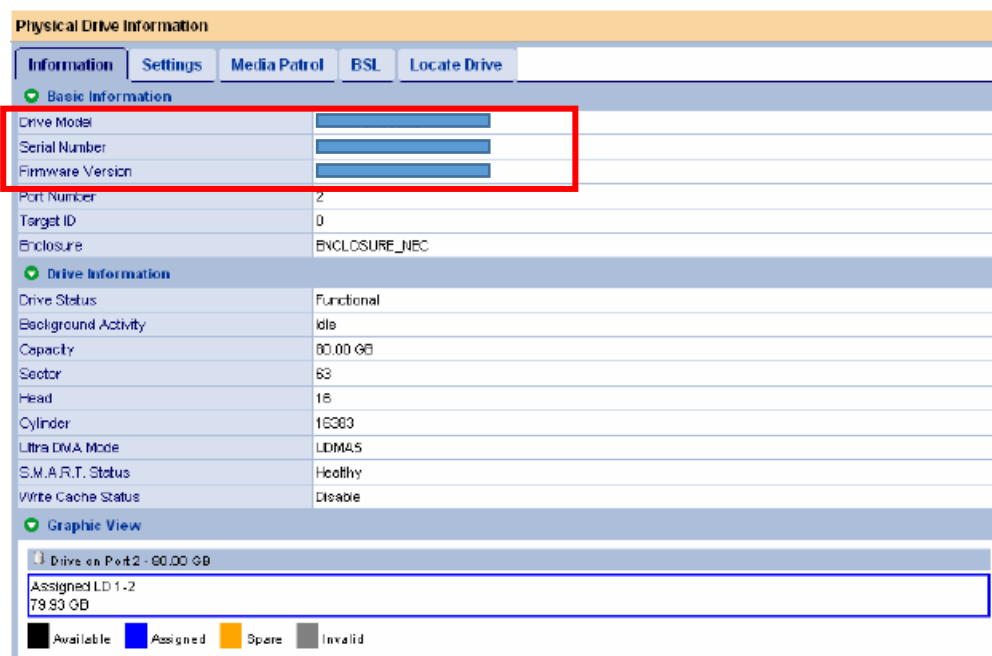 Physical Drive Information
Information Settings Media Patrol BSL Locate Drive
Basic Information
Drive Model
Serial Number
Firmware Version
Port Number 2
Target ID 0
Enclosure ENCLOSURE_NEC
Drive Information
Drive Status Functional
Background Activity Idle
Capacity 80.00 GB
Sector 63
Head 16
Cylinder 16383
Ultra DMA Mode UDMA5
S.M.A.R.T. Status Healthy
Write Cache Status Disable
Graphic View
Drive on Port 2 - 80.00 GB
Assigned LD 1-2
79.93 GB
Available Assigned Spare Invalid